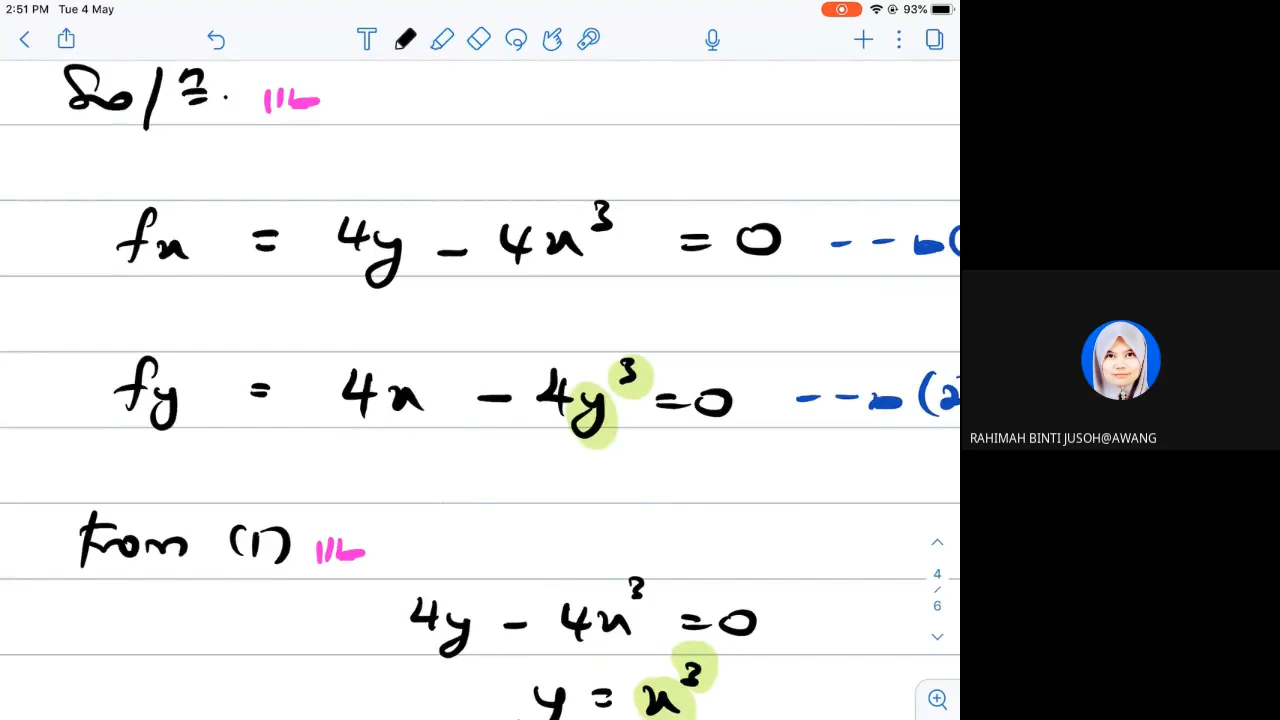 2:51 PM Tue 4 May
93%
Sol.
fx = 4y - 4x³ = 0 ---(
fy = 4x - 4y³ = 0 ---(2
from (1)
4y - 4x³ = 0
y = x³
4
/
6
RAHIMAH BINTI JUSOH@AWANG